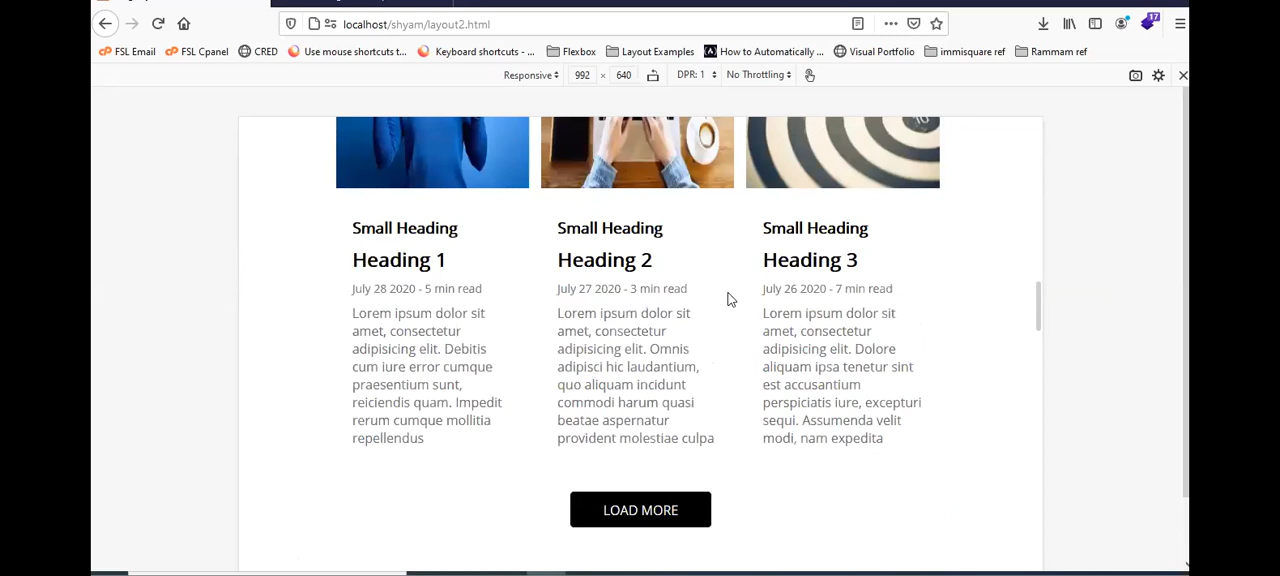 localhost/shyam/layout2.html
17
FSL Email FSL Cpanel CRED Use mouse shortcuts t... Keyboard shortcuts - ... Flexbox Layout Examples How to Automatically ... Visual Portfolio immisquare ref Rammam ref
Responsive 992 × 640 DPR: 1 No Throttling
10
Small Heading
Heading 1
July 28 2020 - 5 min read
Lorem ipsum dolor sit
amet, consectetur
adipisicing elit. Debitis
cum iure error cumque
praesentium sunt,
reiciendis quam. Impedit
rerum cumque mollitia
repellendus
Small Heading
Heading 2
July 27 2020 - 3 min read
Lorem ipsum dolor sit
amet, consectetur
adipisicing elit. Omnis
adipisci hic laudantium,
quo aliquam incidunt
commodi harum quasi
beatae aspernatur
provident molestiae culpa
Small Heading
Heading 3
July 26 2020 - 7 min read
Lorem ipsum dolor sit
amet, consectetur
adipisicing elit. Dolore
aliquam ipsa tenetur sint
est accusantium
perspiciatis iure, excepturi
sequi. Assumenda velit
modi, nam expedita
LOAD MORE